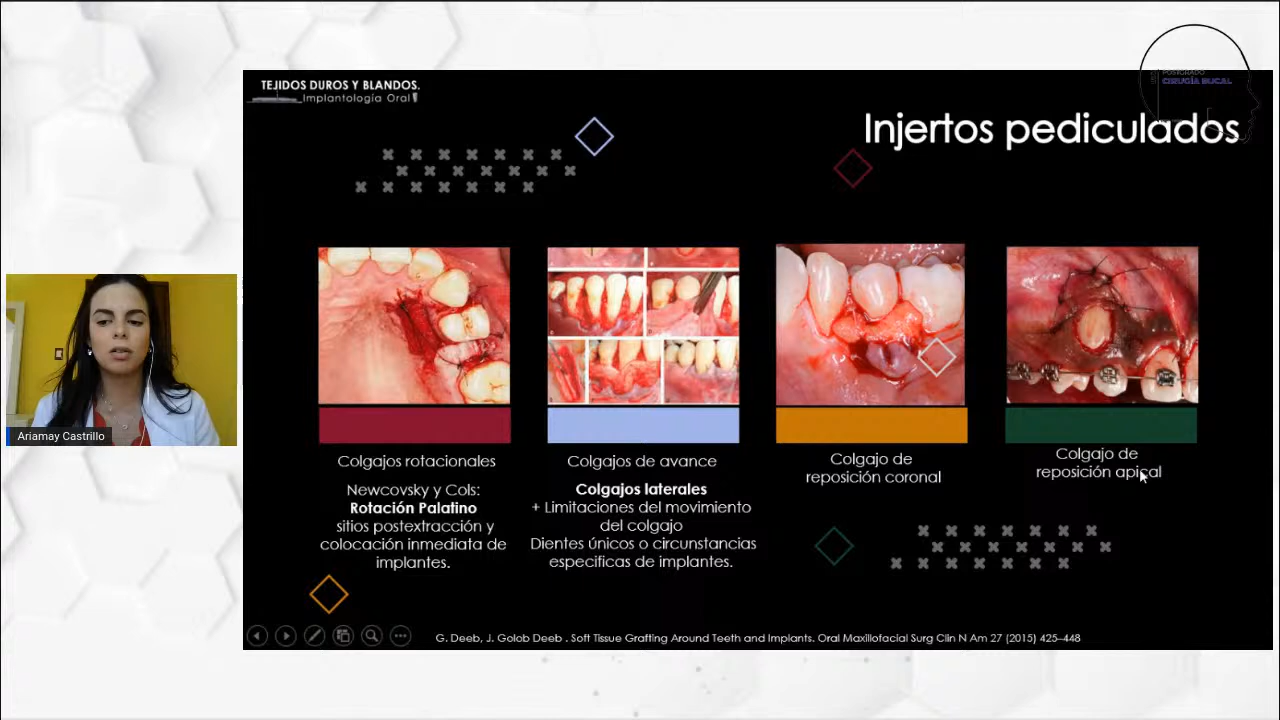 TEJIDOS DUROS Y BLANDOS.
Implantología Oral
POSTGRADO
CIRUGÍA BUCAL
Injertos pediculados
Ariamay Castrillo
Colgajos rotacionales
Newcovsky y Cols:
Rotación Palatino
sitios postextracción y
colocación inmediata de
implantes.
Colgajos de avance
Colgajos laterales
+ Limitaciones del movimiento
del colgajo
Dientes únicos o circunstancias
especificas de implantes.
Colgajo de
reposición coronal
Colgajo de
reposición apical
G. Deeb, J. Golob Deeb . Soft Tissue Grafting Around Teeth and Implants. Oral Maxillofacial Surg Clin N Am 27 (2015) 425–448